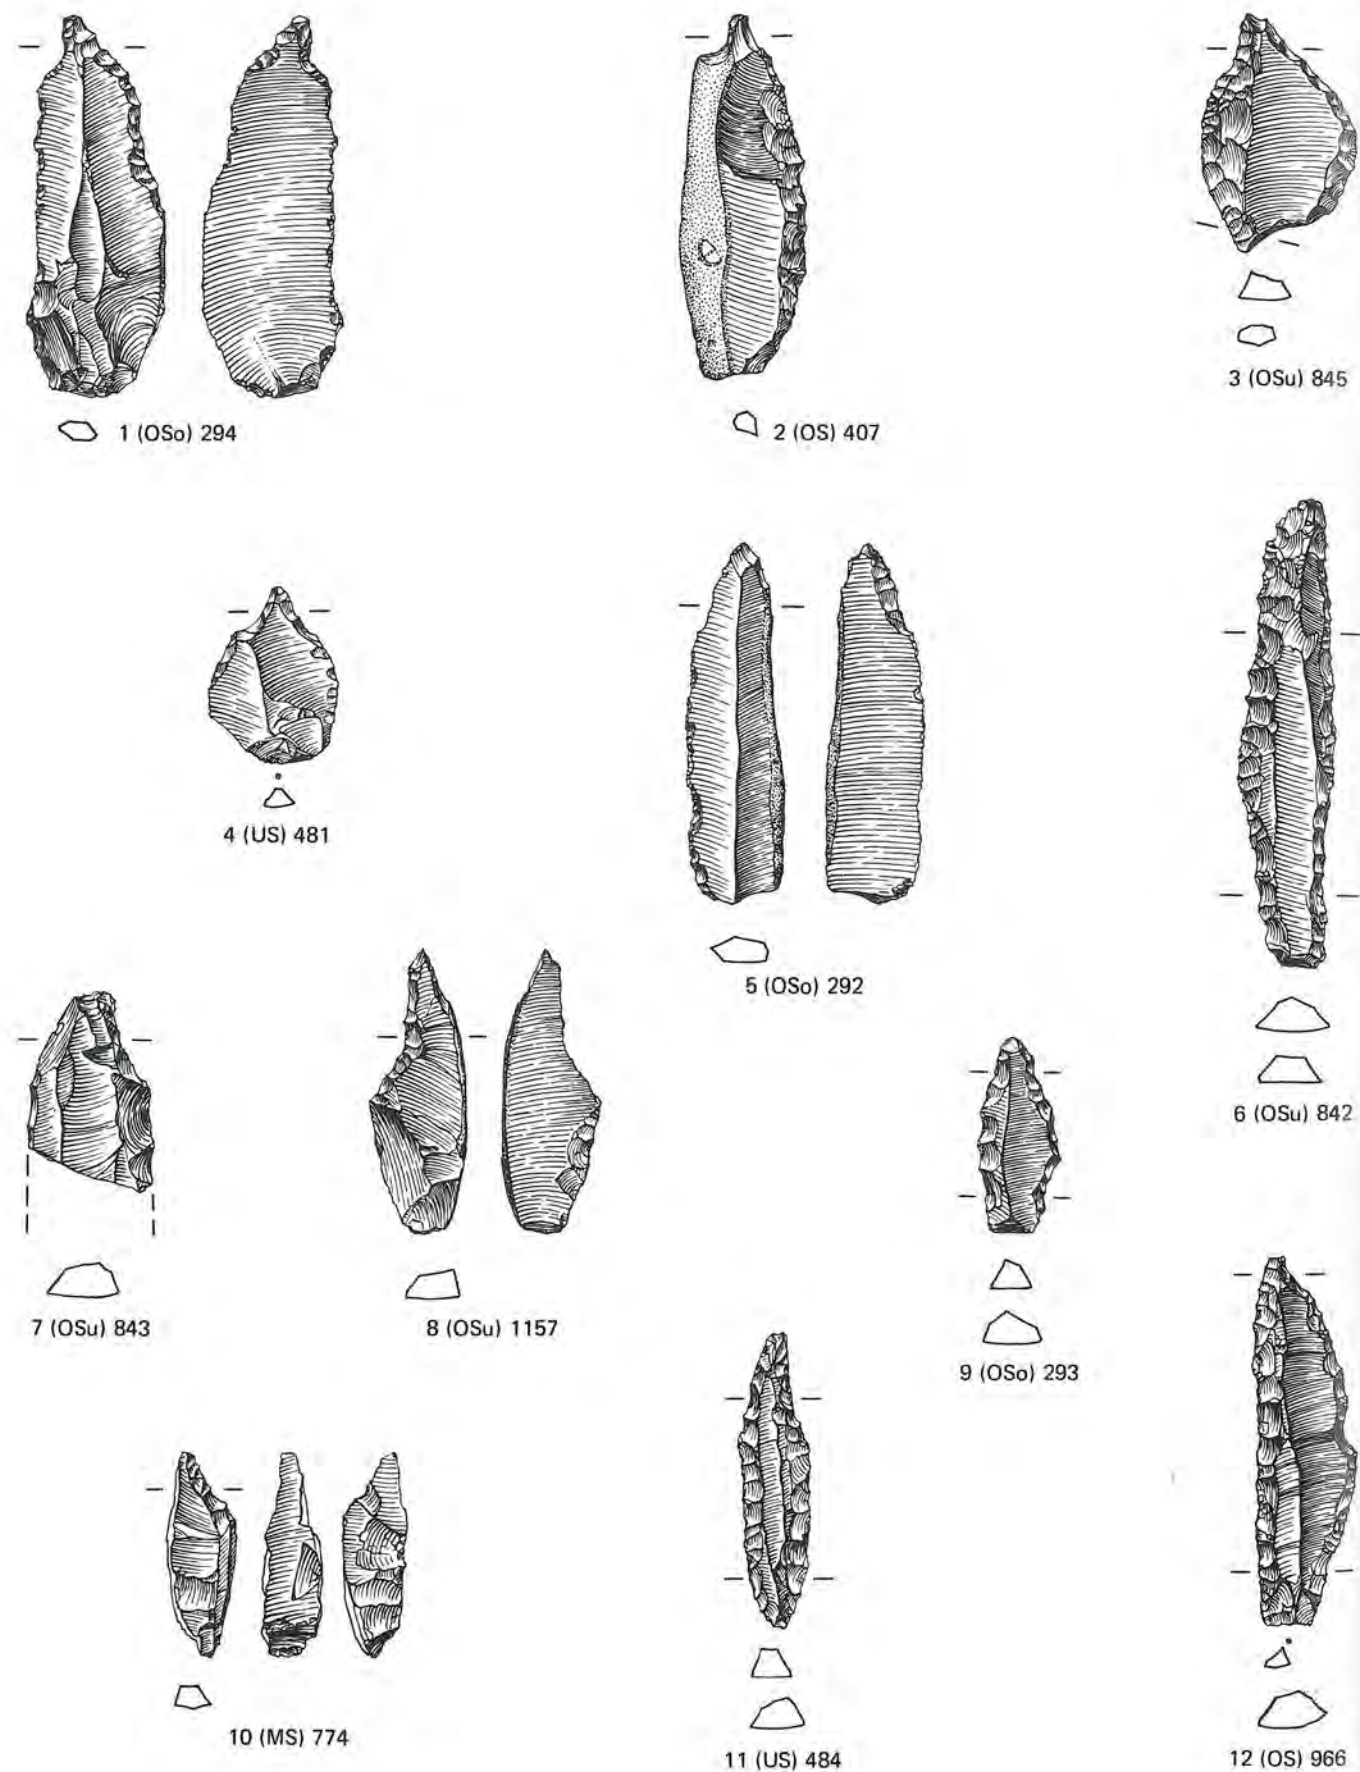 1 (OSo) 294
2 (OS) 407
3 (OSu) 845
4 (US) 481
5 (OSo) 292
6 (OSu) 842
7 (OSu) 843
8 (OSu) 1157
9 (OSo) 293
10 (MS) 774
11 (US) 484
12 (OS) 966